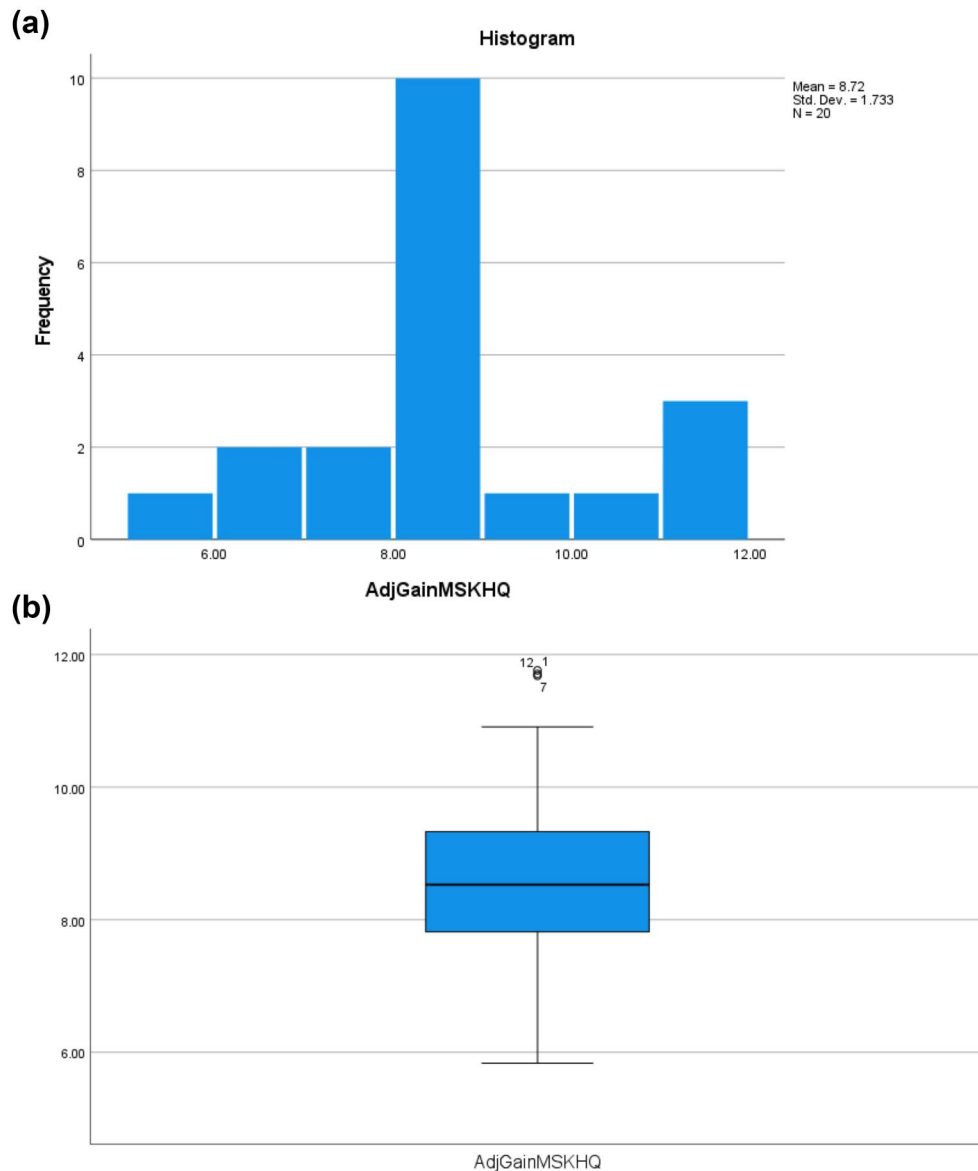 (a)
Histogram
Mean = 8.72
Std. Dev. = 1.733
N = 20
10
8
6
4
2
0
Frequency
6.00
8.00
10.00
12.00
AdjGainMSKHQ
(b)
12.00
10.00
8.00
6.00
12 1
7
AdjGainMSKHQ